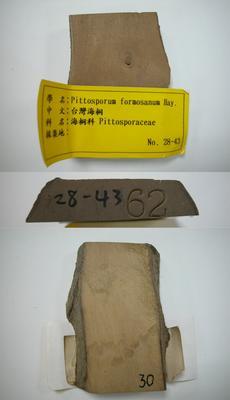 學 名:Pittosporum formosanum Hay.
中 文:台灣海桐
科 名:海桐科 Pittosporaceae
採集地:
No. 28-43
28-43 62
30